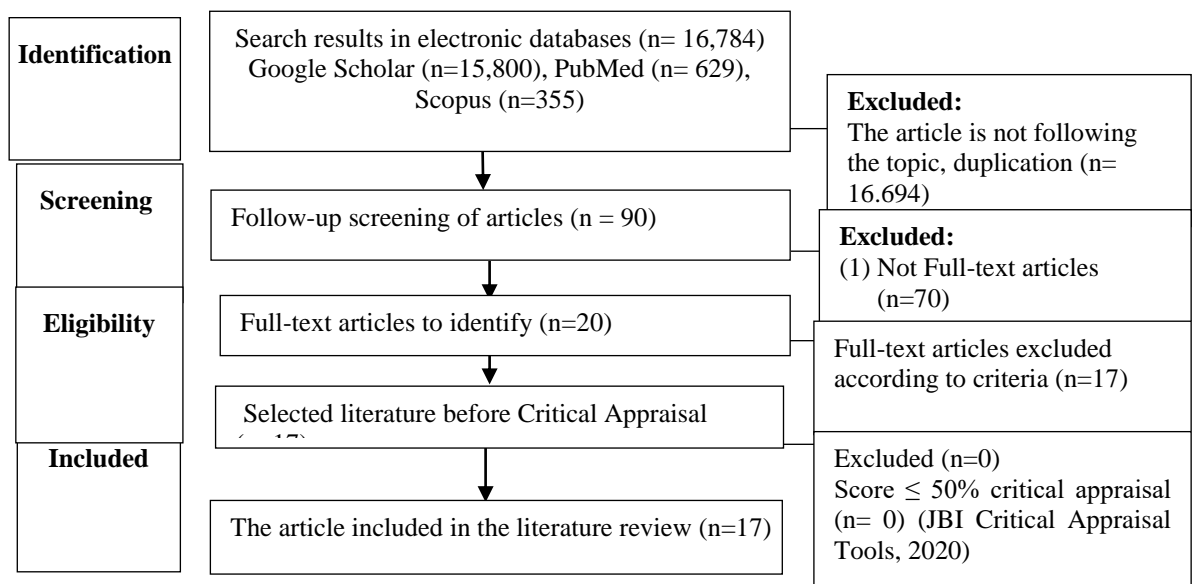 Identification
Search results in electronic databases (n= 16,784)
Google Scholar (n=15,800), PubMed (n= 629),
Scopus (n=355)
Excluded:
The article is not following
the topic, duplication (n=
16.694)
Screening
Follow-up screening of articles (n = 90)
Excluded:
(1) Not Full-text articles
(n=70)
Eligibility
Full-text articles to identify (n=20)
Full-text articles excluded
according to criteria (n=17)
Selected literature before Critical Appraisal
Included
Excluded (n=0)
Score ≤ 50% critical appraisal
(n= 0) (JBI Critical Appraisal
Tools, 2020)
The article included in the literature review (n=17)